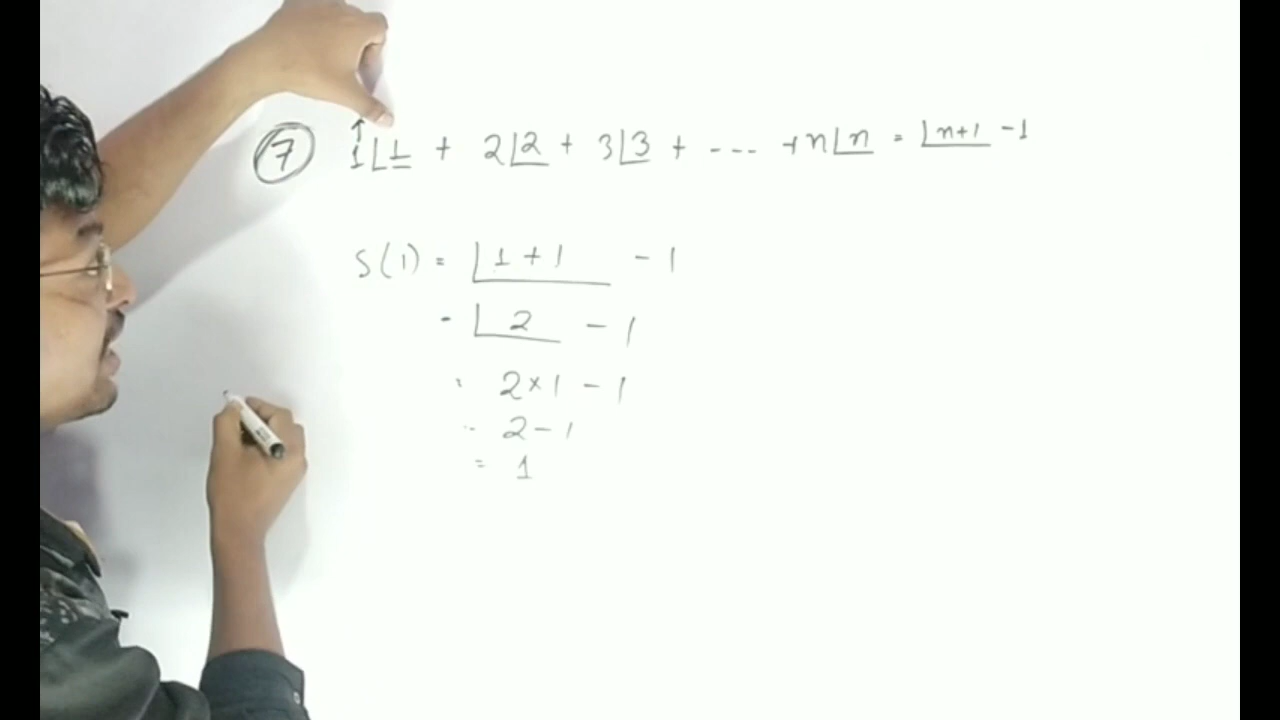 ⑦ 1⌊1 + 2⌊2 + 3⌊3 + --- + n⌊n = ⌊n+1 - 1
S(1) = ⌊1 + 1 - 1
= ⌊2 - 1
= 2 × 1 - 1
= 2 - 1
= 1